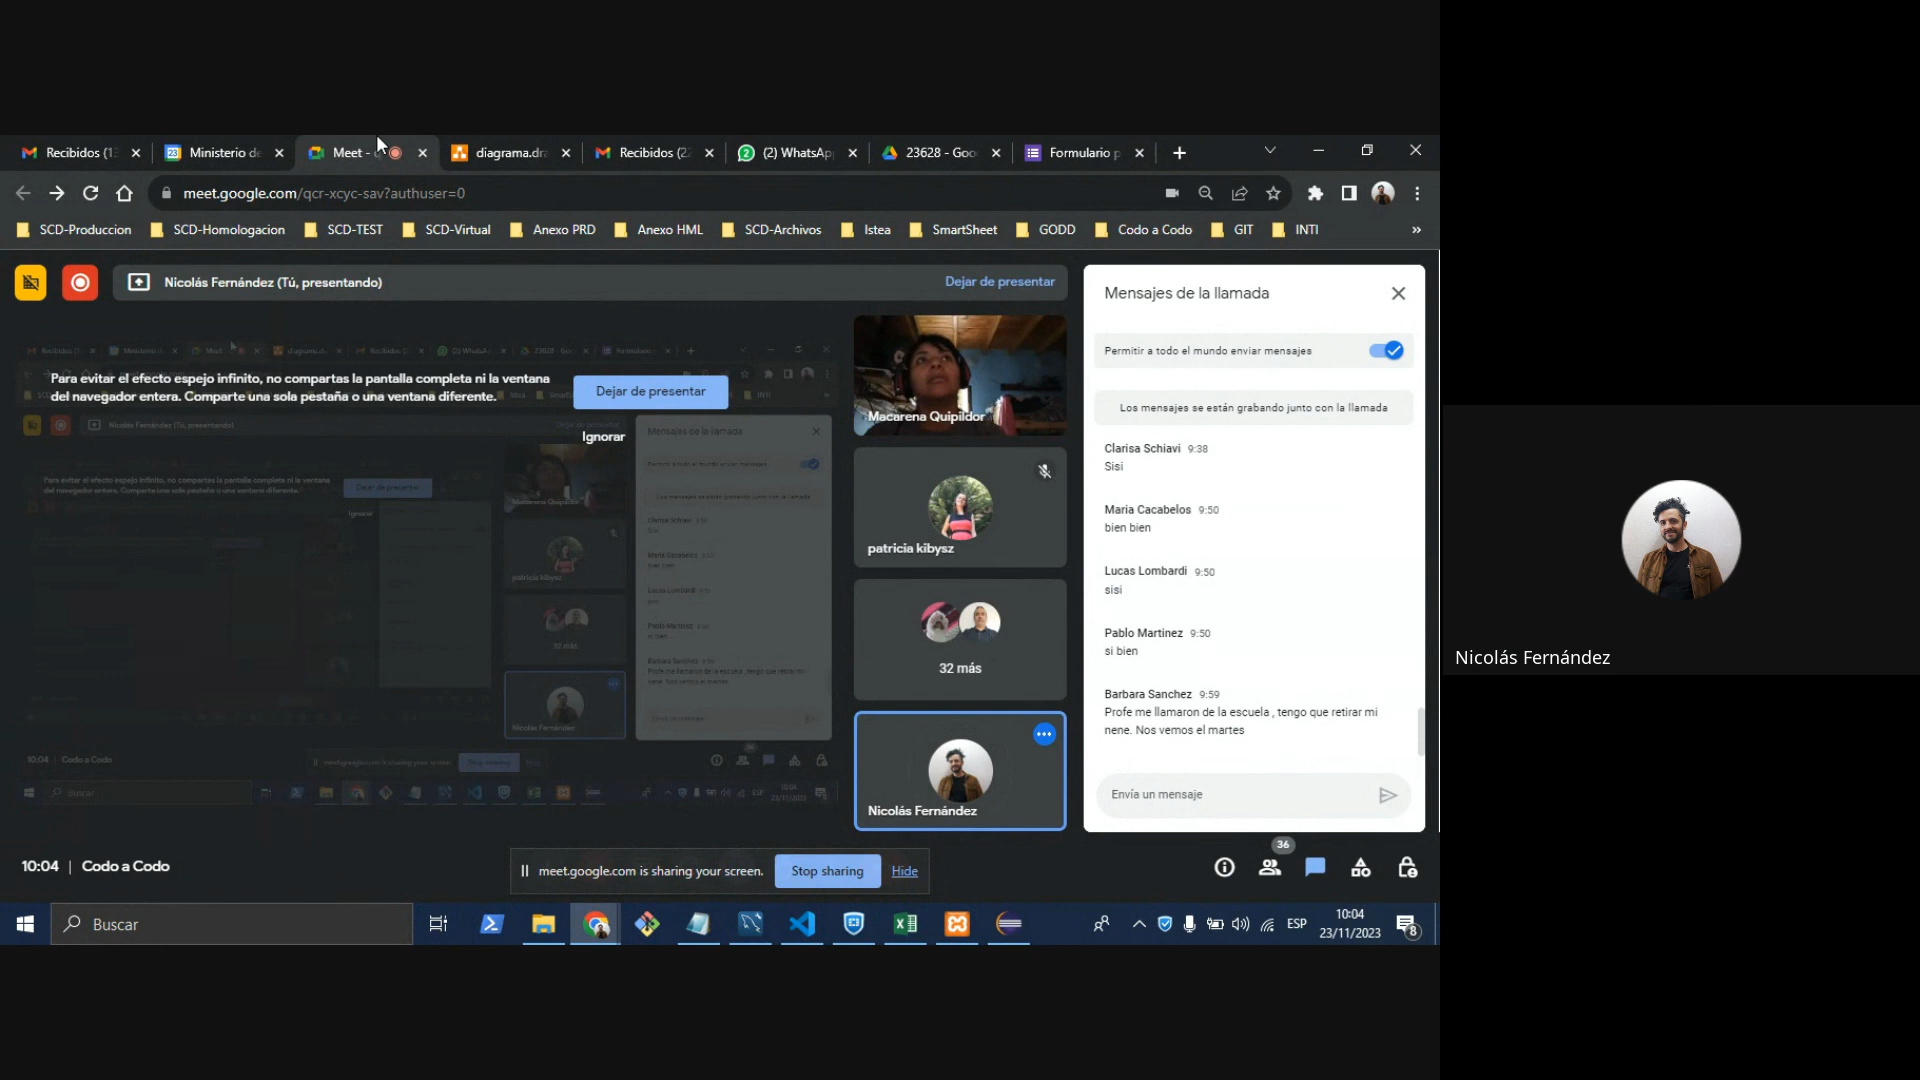 Recibidos (1
Ministerio de
Meet -
diagrama.dra
Recibidos (2
(2) WhatsAp
23628 - Goo
Formulario p
meet.google.com/qcr-xcyc-sav?authuser=0
SCD-Produccion
SCD-Homologacion
SCD-TEST
SCD-Virtual
Anexo PRD
Anexo HML
SCD-Archivos
Istea
SmartSheet
GODD
Codo a Codo
GIT
INTI
»
Nicolás Fernández (Tú, presentando)
Dejar de presentar
Para evitar el efecto espejo infinito, no compartas la pantalla completa ni la ventana
del navegador entera. Comparte una sola pestaña o una ventana diferente.
Dejar de presentar
Ignorar
Macarena Quipildor
patricia kibysz
32 más
Nicolás Fernández
Mensajes de la llamada
Permitir a todo el mundo enviar mensajes
Los mensajes se están grabando junto con la llamada
Clarisa Schiavi 9:38
Sisi
Maria Cacabelos 9:50
bien bien
Lucas Lombardi 9:50
sisi
Pablo Martinez 9:50
si bien
Barbara Sanchez 9:59
Profe me llamaron de la escuela , tengo que retirar mi
nene. Nos vemos el martes
Envía un mensaje
10:04 | Codo a Codo
meet.google.com is sharing your screen.
Stop sharing
Hide
36
Buscar
ESP
10:04
23/11/2023
8
Nicolás Fernández